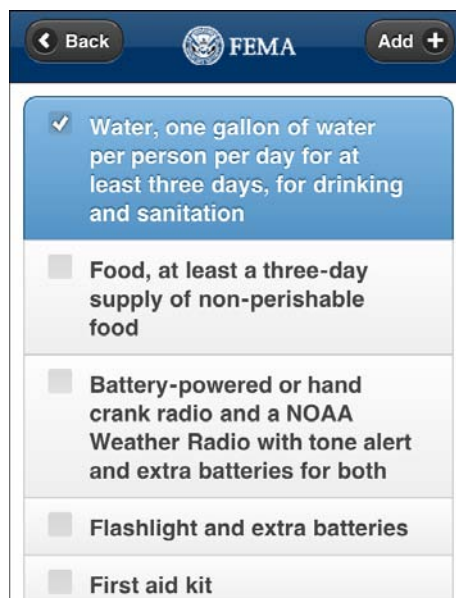 Back
FEMA
Add
Water, one gallon of water
per person per day for at
least three days, for drinking
and sanitation
Food, at least a three-day
supply of non-perishable
food
Battery-powered or hand
crank radio and a NOAA
Weather Radio with tone alert
and extra batteries for both
Flashlight and extra batteries
First aid kit